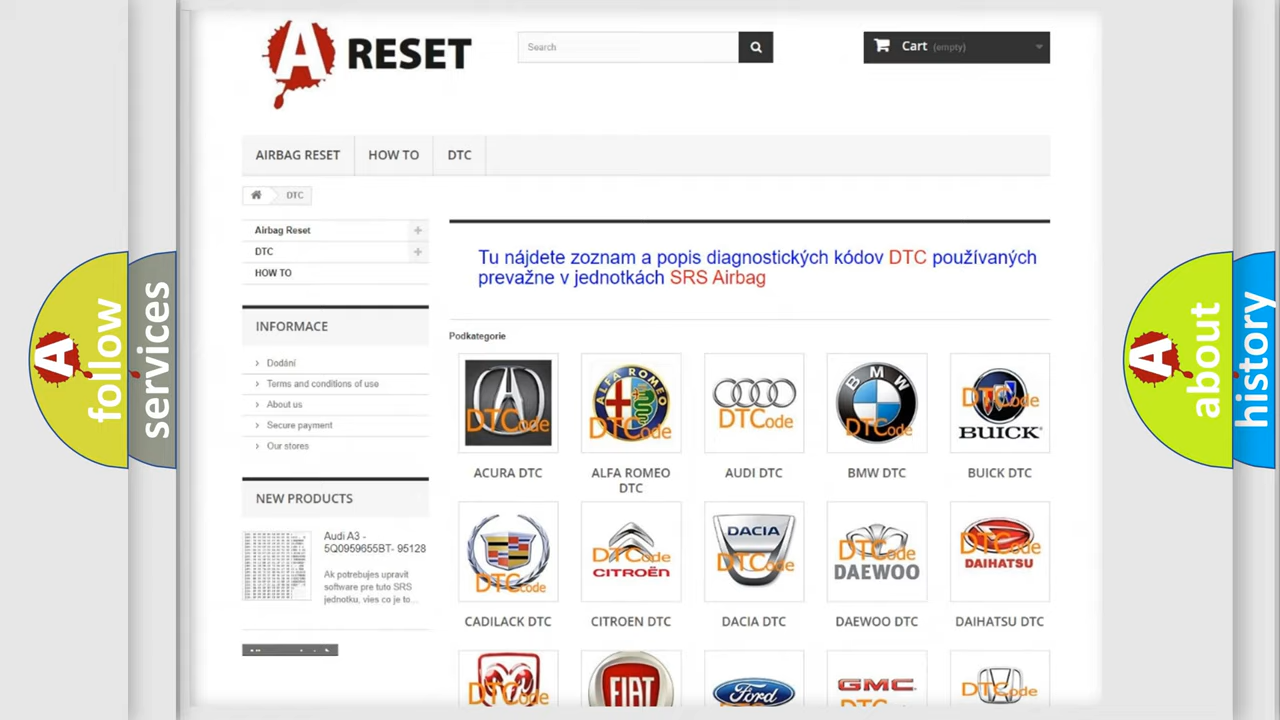 A RESET
Search
Cart (empty)
AIRBAG RESET
HOW TO
DTC
DTC
Airbag Reset
DTC
HOW TO
Tu nájdete zoznam a popis diagnostických kódov DTC používaných
prevažne v jednotkách SRS Airbag
INFORMACE
Dodání
Terms and conditions of use
About us
Secure payment
Our stores
Podkategorie
DTCode
ALFA ROMEO
DTCode
DTCode
BMW
DTCode
DTCode
BUICK
ACURA DTC
ALFA ROMEO
DTC
AUDI DTC
BMW DTC
BUICK DTC
NEW PRODUCTS
Audi A3 -
5Q0959655BT- 95128
Ak potrebujes upravit
software pre tuto SRS
jednotku, vies co je to...
DTCode
DTCode
CITROËN
DACIA
DTCode
DTCode
DAEWOO
DTCode
DAIHATSU
CADILACK DTC
CITROEN DTC
DACIA DTC
DAEWOO DTC
DAIHATSU DTC
DTCode
FIAT
Ford
GMC
DTCode
A follow
services
A about
history